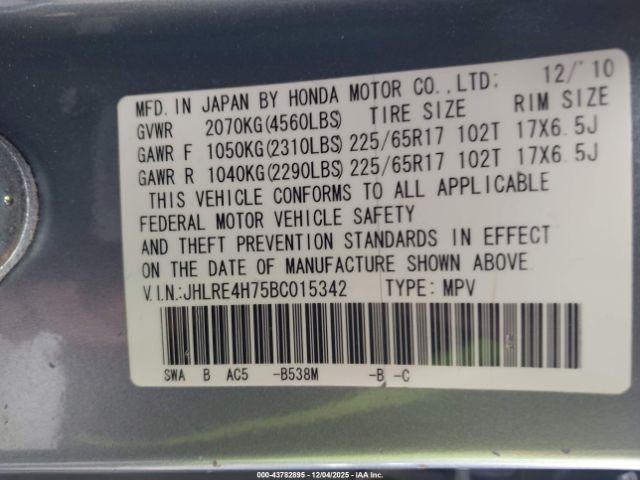 MFD. IN JAPAN BY HONDA MOTOR CO., LTD: 12/'10
GVWR 2070KG(4560LBS) TIRE SIZE RIM SIZE
GAWR F 1050KG(2310LBS) 225/65R17 102T 17X6.5J
GAWR R 1040KG(2290LBS) 225/65R17 102T 17X6.5J
THIS VEHICLE CONFORMS TO ALL APPLICABLE
FEDERAL MOTOR VEHICLE SAFETY
AND THEFT PREVENTION STANDARDS IN EFFECT
ON THE DATE OF MANUFACTURE SHOWN ABOVE.
V.I.N:JHLRE4H75BC015342 TYPE: MPV
SWA B AC5 -B538M -B -C
(000-43782895 - 12/04/2025 - IAA Inc.